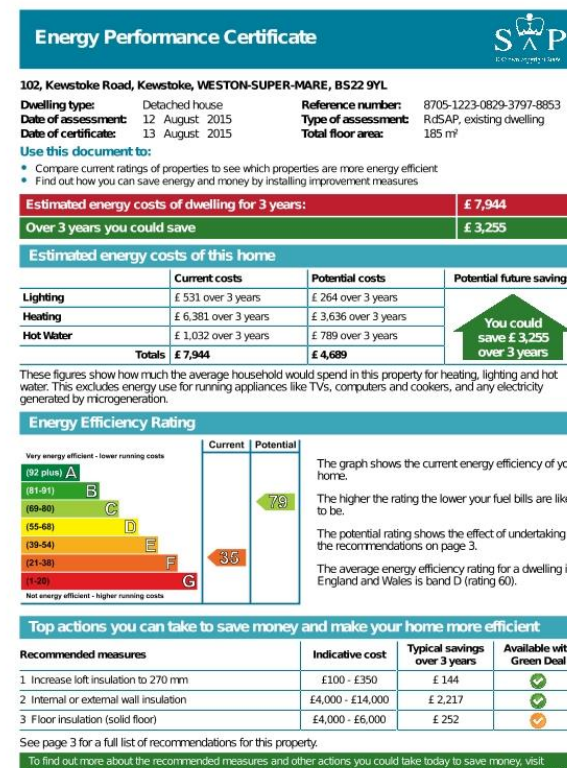 Energy Performance Certificate
SAP
102, Kewstoke Road, Kewstoke, WESTON-SUPER-MARE, BS22 9YL
Dwelling type: Detached house Reference number: 8705-1223-0829-3797-8853
Date of assessment: 12 August 2015 Type of assessment: RdSAP, existing dwelling
Date of certificate: 13 August 2015 Total floor area: 185 m²
Use this document to:
• Compare current ratings of properties to see which properties are more energy efficient
• Find out how you can save energy and money by installing improvement measures
Estimated energy costs of dwelling for 3 years: £ 7,944
Over 3 years you could save £ 3,255
Estimated energy costs of this home
Current costs Potential costs Potential future saving
Lighting £ 531 over 3 years £ 264 over 3 years
Heating £ 6,381 over 3 years £ 3,636 over 3 years
Hot Water £ 1,032 over 3 years £ 789 over 3 years
Totals £ 7,944 £ 4,689
You could
save £ 3,255
over 3 years
These figures show how much the average household would spend in this property for heating, lighting and hot
water. This excludes energy use for running appliances like TVs, computers and cookers, and any electricity
generated by microgeneration.
Energy Efficiency Rating
Current Potential
Very energy efficient - lower running costs
(92 plus) A
(81-91) B
(69-80) C
(55-68) D
(39-54) E
(21-38) F
(1-20) G
Not energy efficient - higher running costs
35
79
The graph shows the current energy efficiency of yo
home.
The higher the rating the lower your fuel bills are like
to be.
The potential rating shows the effect of undertaking
the recommendations on page 3.
The average energy efficiency rating for a dwelling i
England and Wales is band D (rating 60).
Top actions you can take to save money and make your home more efficient
Recommended measures Indicative cost Typical savings over 3 years Available wit Green Deal
1 Increase loft insulation to 270 mm £100 - £350 £ 144
2 Internal or external wall insulation £4,000 - £14,000 £ 2,217
3 Floor insulation (solid floor) £4,000 - £6,000 £ 252
See page 3 for a full list of recommendations for this property.
To find out more about the recommended measures and other actions you could take today to save money, visit